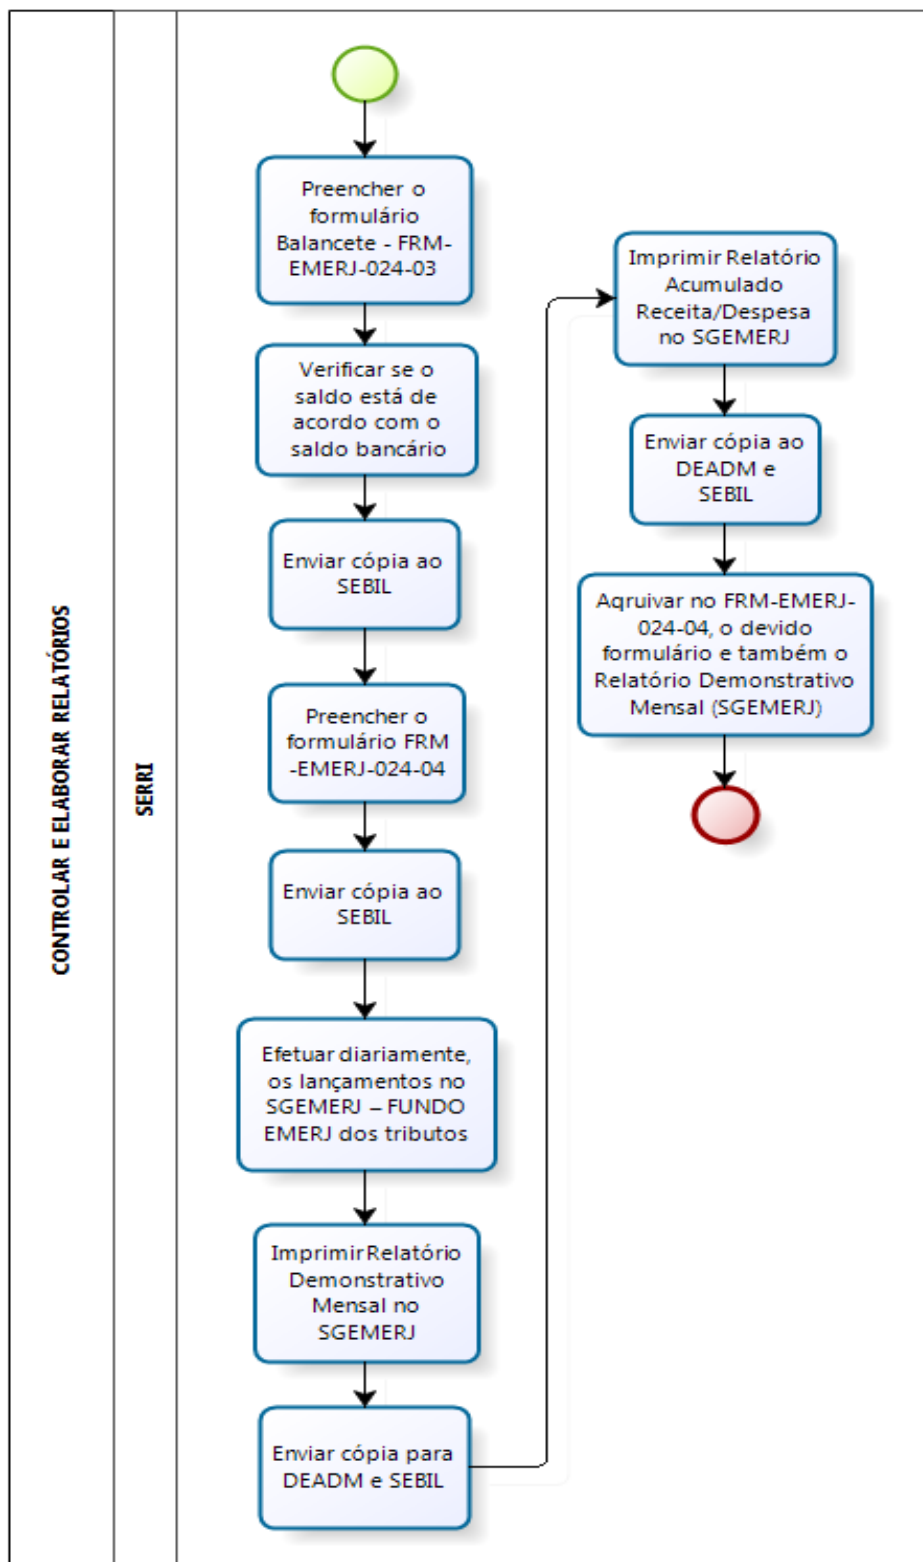 CONTROLAR E ELABORAR RELATÓRIOS
SERRI
Preencher o
formulário
Balancete - FRM-
EMERJ-024-03
Verificar se o
saldo está de
acordo com o
saldo bancário
Enviar cópia ao
SEBIL
Preencher o
formulário FRM
-EMERJ-024-04
Enviar cópia ao
SEBIL
Efetuar diariamente,
os lançamentos no
SGEMERJ – FUNDO
EMERJ dos tributos
Imprimir Relatório
Demonstrativo
Mensal no
SGEMERJ
Enviar cópia para
DEADM e SEBIL
Imprimir Relatório
Acumulado
Receita/Despesa
no SGEMERJ
Enviar cópia ao
DEADM e
SEBIL
Aqruivar no FRM-EMERJ-
024-04, o devido
formulário e também o
Relatório Demonstrativo
Mensal (SGEMERJ)